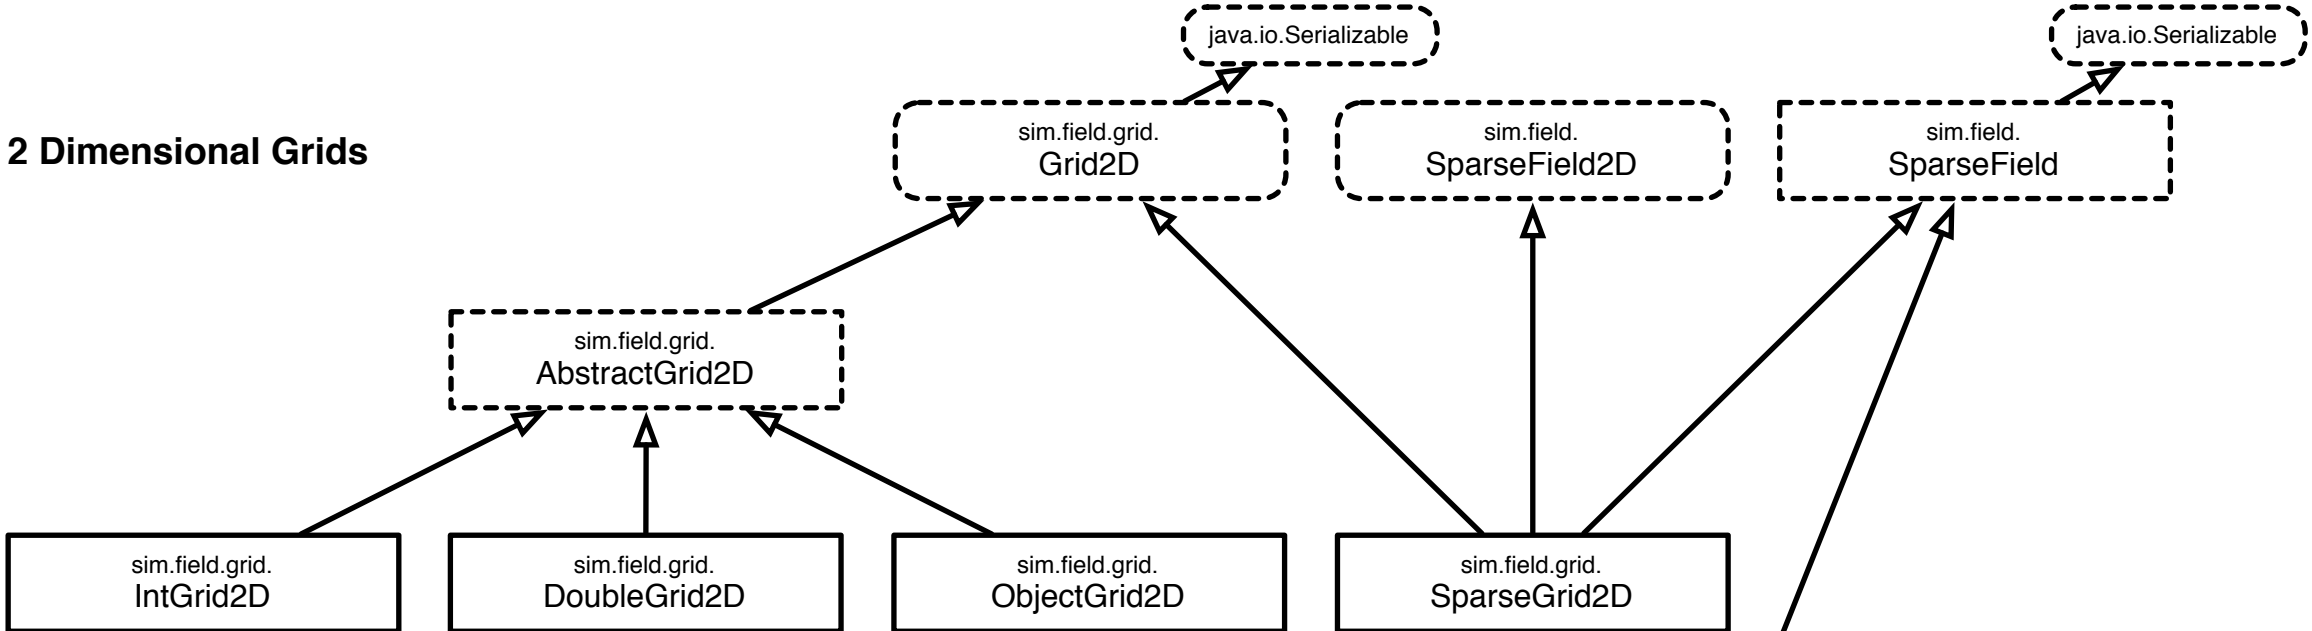 java.io.Serializable
java.io.Serializable
2 Dimensional Grids
sim.field.grid.
Grid2D
sim.field.
SparseField2D
sim.field.
SparseField
sim.field.grid.
AbstractGrid2D
sim.field.grid.
IntGrid2D
sim.field.grid.
DoubleGrid2D
sim.field.grid.
ObjectGrid2D
sim.field.grid.
SparseGrid2D